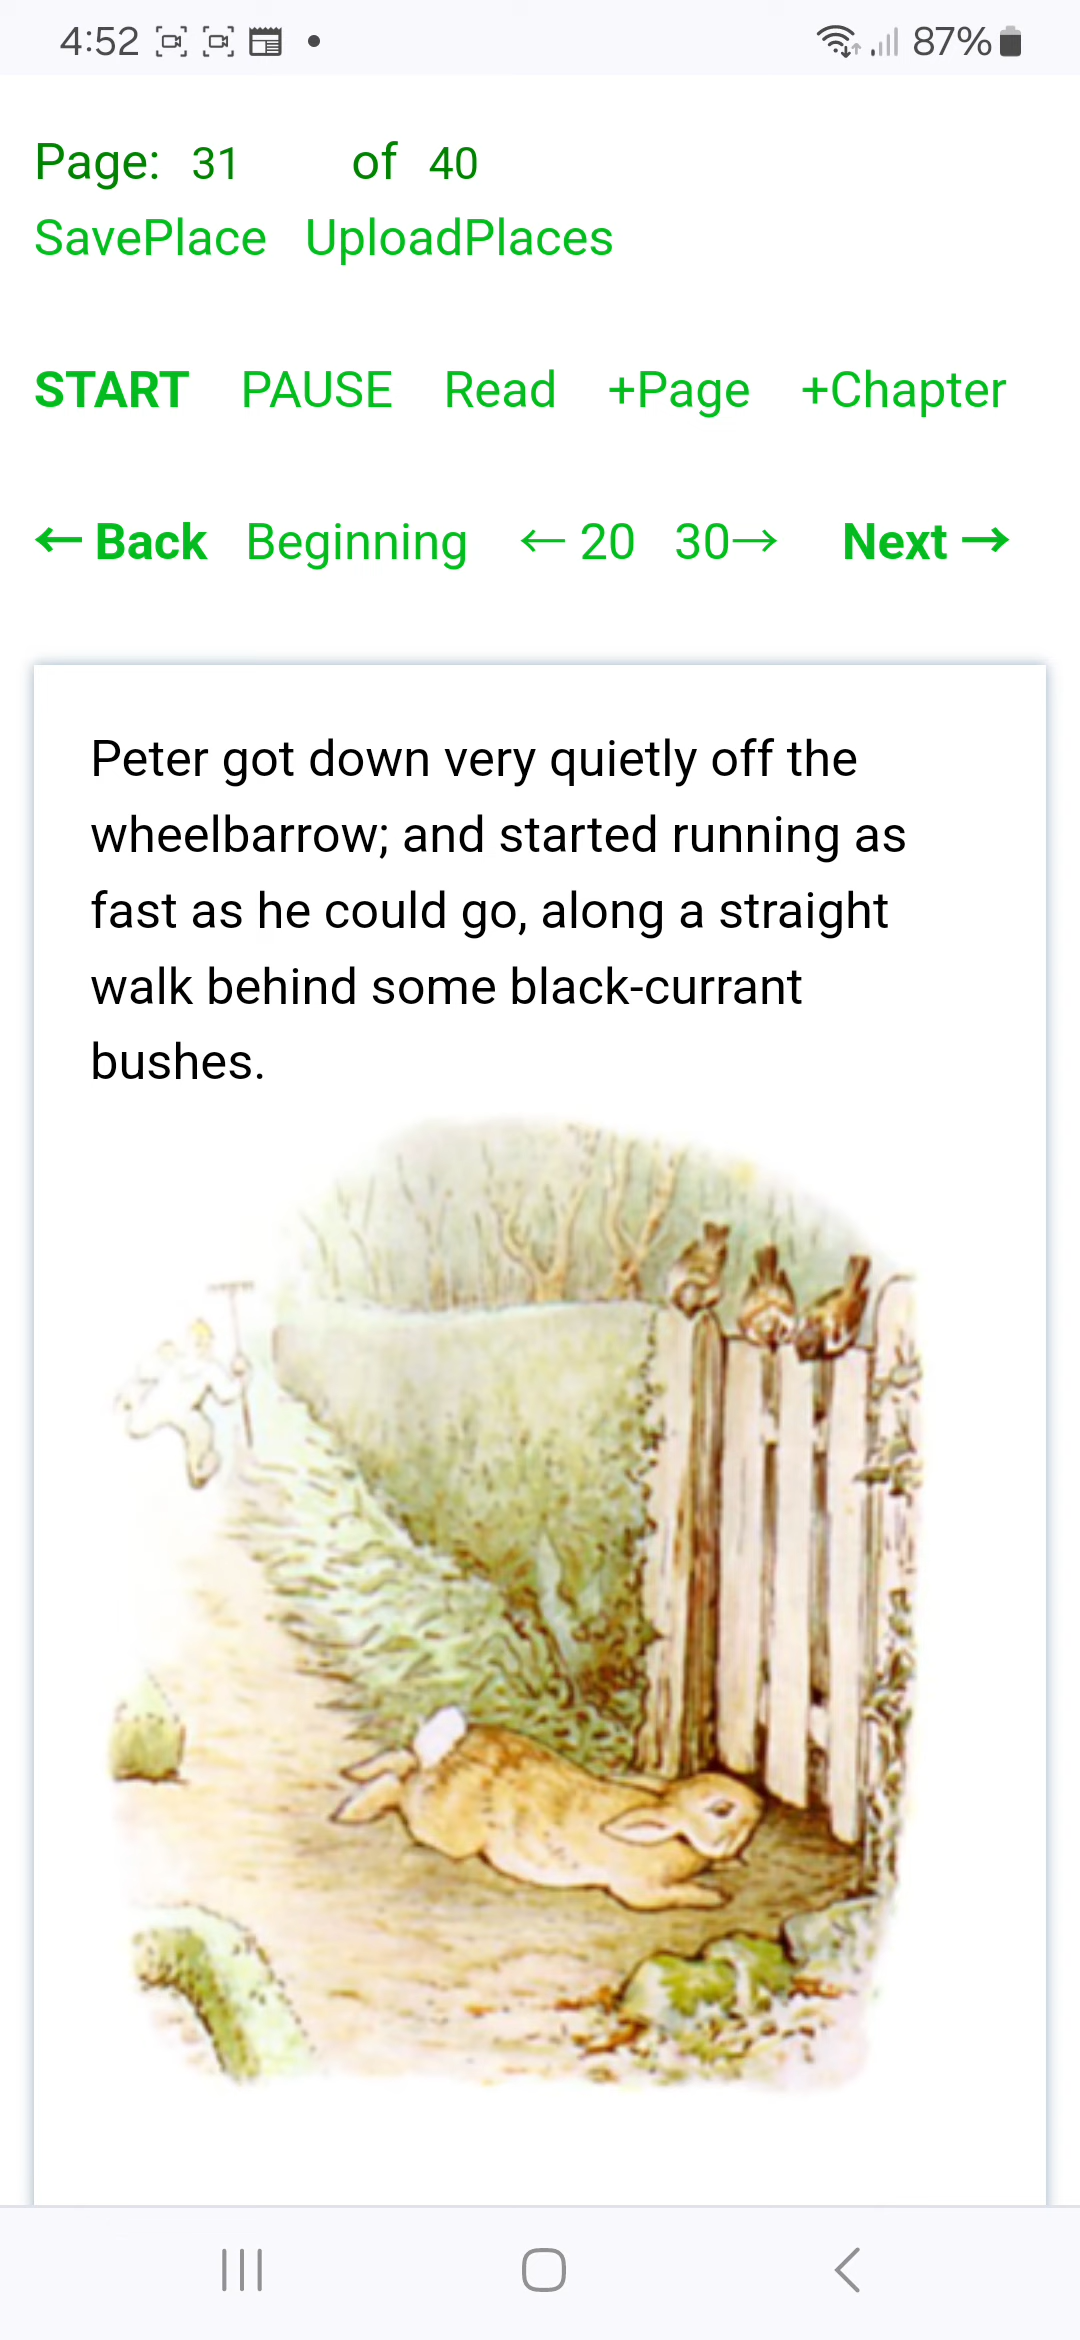 4:52 87%
Page: 31 of 40
SavePlace UploadPlaces
START PAUSE Read +Page +Chapter
← Back Beginning ← 20 30→ Next →
Peter got down very quietly off the
wheelbarrow; and started running as
fast as he could go, along a straight
walk behind some black-currant
bushes.